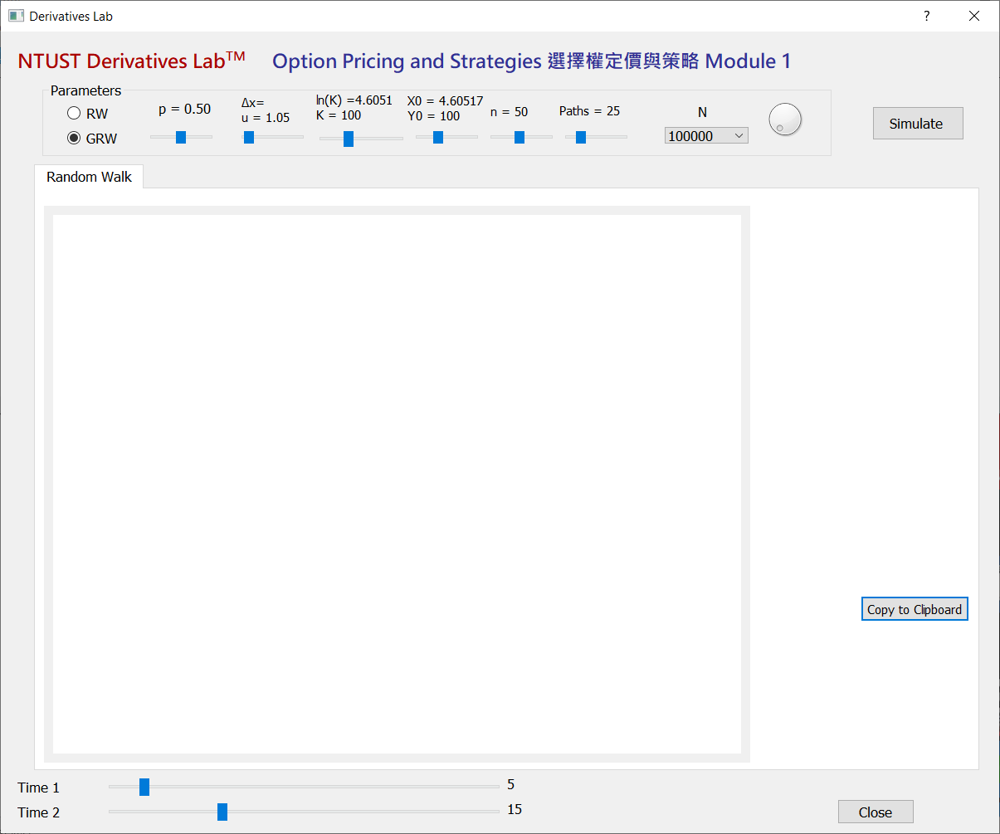 Derivatives Lab
?
NTUST Derivatives Lab™ Option Pricing and Strategies 選擇權定價與策略 Module 1
Parameters
RW
GRW
p = 0.50
Δx=
u = 1.05
ln(K) =4.6051
K = 100
X0 = 4.60517
Y0 = 100
n = 50
Paths = 25
N
100000
Simulate
Random Walk
Copy to Clipboard
Time 1
5
Time 2
15
Close